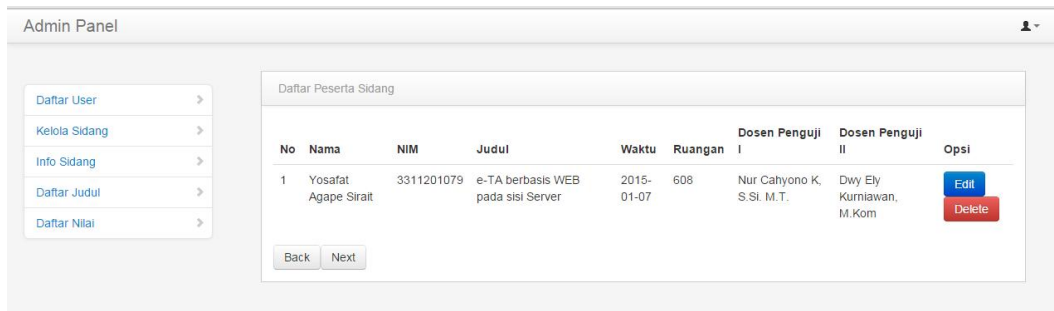 Admin Panel
Daftar User
Kelola Sidang
Info Sidang
Daftar Judul
Daftar Nilai
Daftar Peserta Sidang
No Nama NIM Judul Waktu Ruangan Dosen Penguji I Dosen Penguji II Opsi
1 Yosafat Agape Sirait 3311201079 e-TA berbasis WEB pada sisi Server 2015-01-07 608 Nur Cahyono K, S.Si. M.T. Dwy Ely Kurniawan, M.Kom Edit
Delete
Back Next